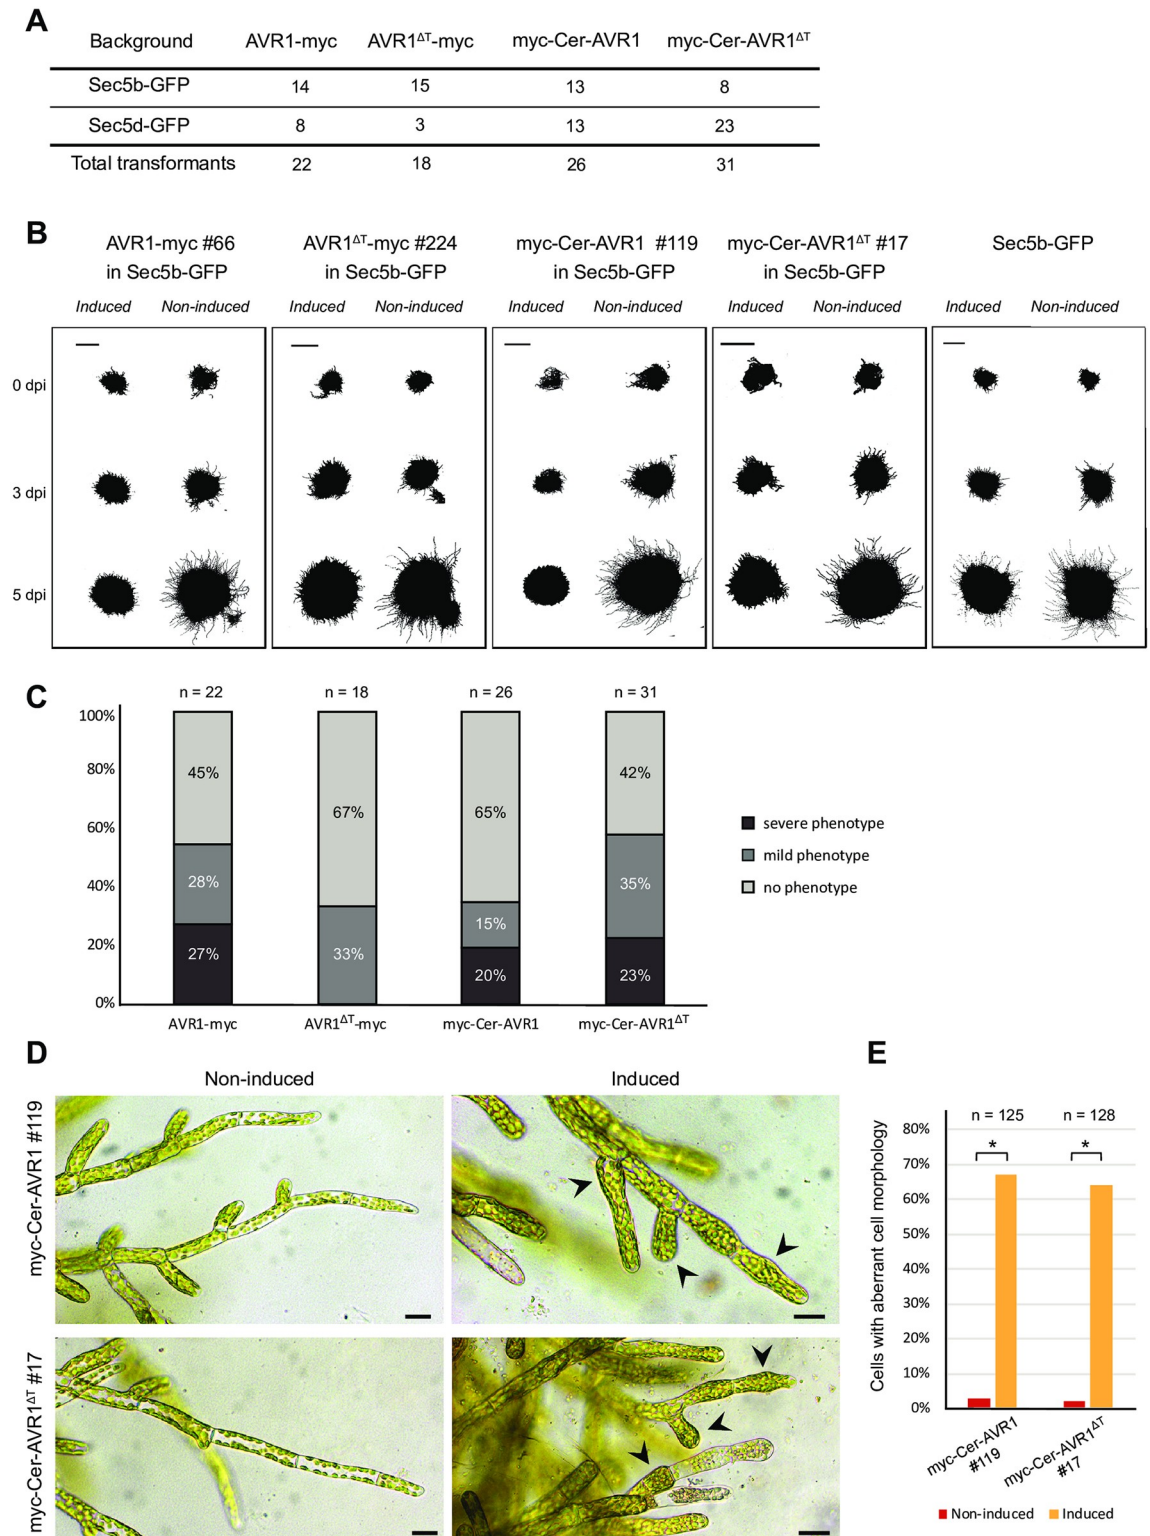 A
Background AVR1-myc AVR1ΔT-myc myc-Cer-AVR1 myc-Cer-AVR1ΔT
Sec5b-GFP 14 15 13 8
Sec5d-GFP 8 3 13 23
Total transformants 22 18 26 31
B
AVR1-myc #66 AVR1ΔT-myc #224 myc-Cer-AVR1 #119 myc-Cer-AVR1ΔT #17 Sec5b-GFP
in Sec5b-GFP in Sec5b-GFP in Sec5b-GFP in Sec5b-GFP
Induced Non-induced Induced Non-induced Induced Non-induced Induced Non-induced Induced Non-induced
0 dpi
3 dpi
5 dpi
C
n = 22 n = 18 n = 26 n = 31
100%
80%
60%
40%
20%
0%
45% 67% 65% 42%
28% 15% 35%
27% 33% 20% 23%
AVR1-myc AVR1ΔT-myc myc-Cer-AVR1 myc-Cer-AVR1ΔT
severe phenotype
mild phenotype
no phenotype
D
Non-induced Induced
myc-Cer-AVR1 #119
myc-Cer-AVR1ΔT #17
E
n = 125 n = 128
* *
Cells with aberrant cell morphology
80%
70%
60%
50%
40%
30%
20%
10%
0%
myc-Cer-AVR1
#119
myc-Cer-AVR1ΔT
#17
Non-induced Induced